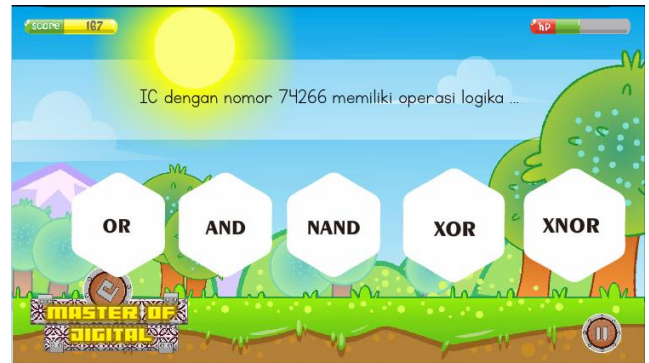 score 167
hp
IC dengan nomor 74266 memiliki operasi logika ...
OR AND NAND XOR XNOR
MASTER OF
DIGITAL